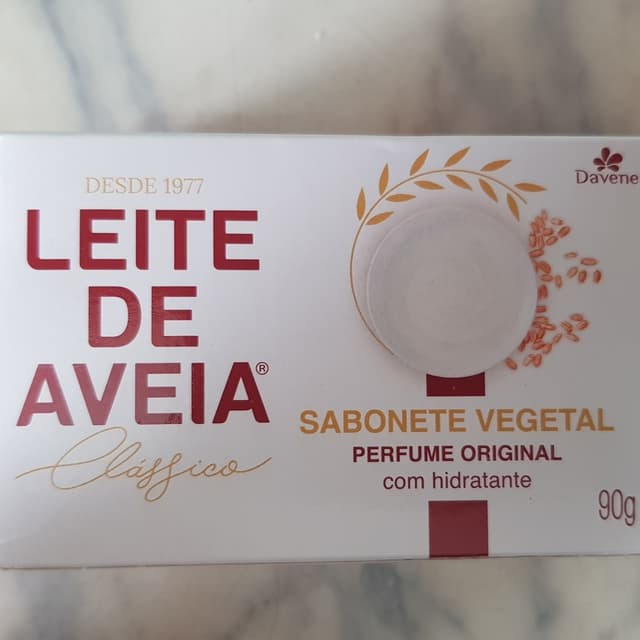 DESDE 1977
LEITE
DE
AVEIA®
Clássico
Davene
SABONETE VEGETAL
PERFUME ORIGINAL
com hidratante
90g